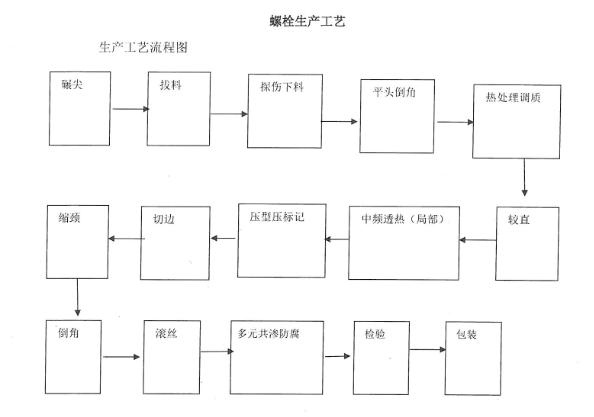 螺栓生产工艺
生产工艺流程图
碾尖
找料
探伤下料
平头倒角
热处理调质
缩颈
切边
压型压标记
中频透热（局部）
较直
倒角
滚丝
多元共渗防腐
检验
包装